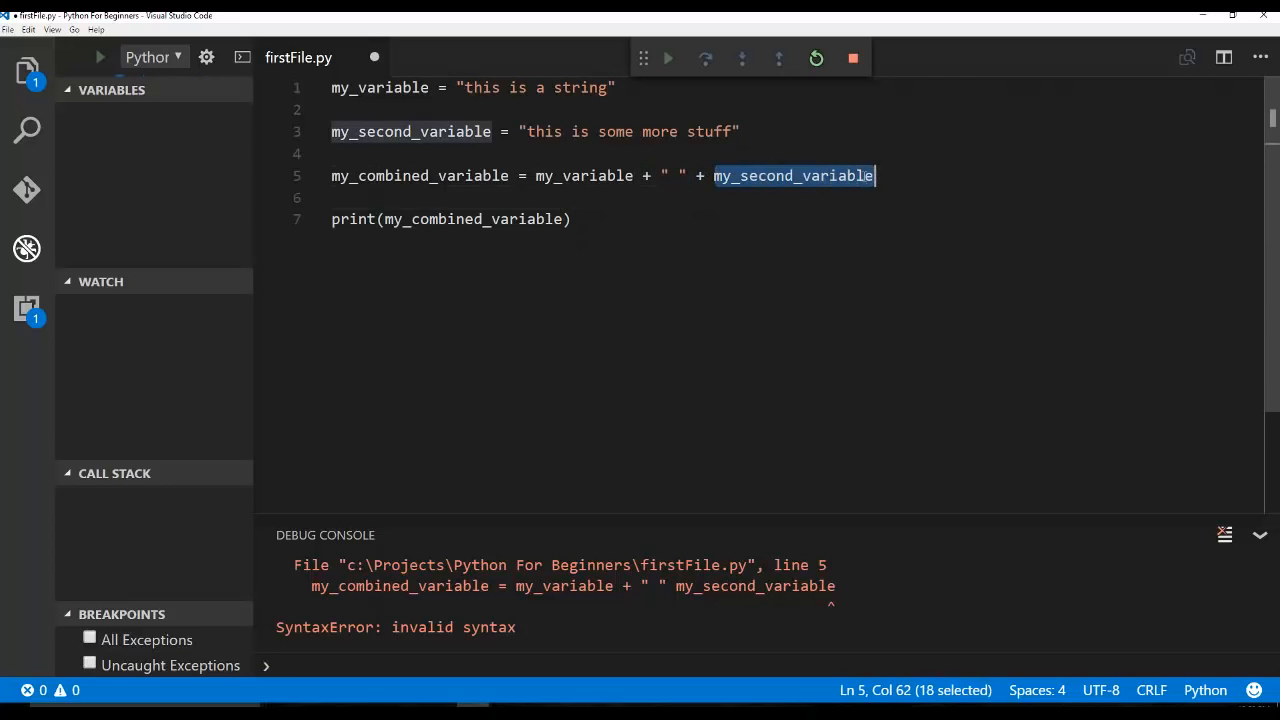 ● firstFile.py - Python For Beginners - Visual Studio Code
File Edit View Go Help
Python
firstFile.py
VARIABLES
WATCH
CALL STACK
BREAKPOINTS
All Exceptions
Uncaught Exceptions
1
1
1 my_variable = "this is a string"
2
3 my_second_variable = "this is some more stuff"
4
5 my_combined_variable = my_variable + " " + my_second_variable
6
7 print(my_combined_variable)
DEBUG CONSOLE
File "c:\Projects\Python For Beginners\firstFile.py", line 5
my_combined_variable = my_variable + " " my_second_variable
^
SyntaxError: invalid syntax
›
0 0 Ln 5, Col 62 (18 selected) Spaces: 4 UTF-8 CRLF Python